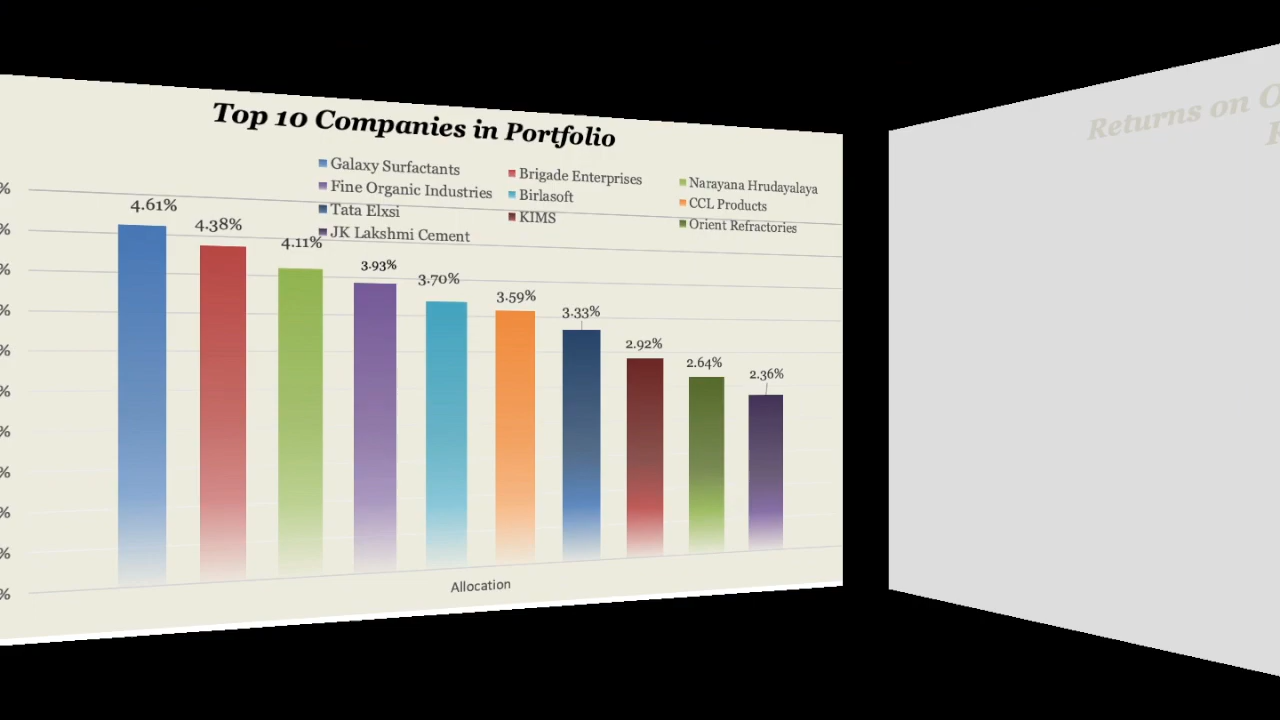 Top 10 Companies in Portfolio
Galaxy Surfactants
Brigade Enterprises
Narayana Hrudayalaya
Fine Organic Industries
Birlasoft
CCL Products
Tata Elxsi
KIMS
Orient Refractories
JK Lakshmi Cement
4.61%
4.38%
4.11%
3.93%
3.70%
3.59%
3.33%
2.92%
2.64%
2.36%
%
%
%
%
%
%
%
%
%
%
%
Allocation
Returns on